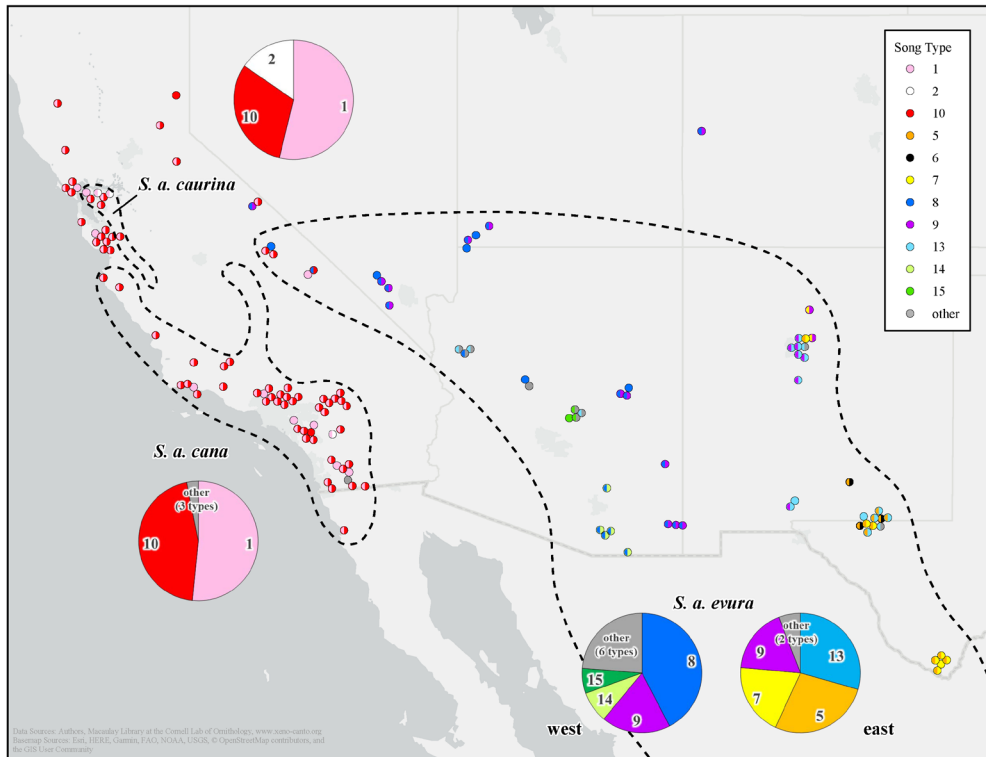 2
10
1
Song Type
1
2
10
5
6
7
8
9
13
14
15
other
S. a. caurina
S. a. cana
other
(3 types)
10
1
S. a. evura
other
(6 types)
8
15
14
9
west
other
(2 types)
9
13
7
5
east
Data Sources: Authors, Macaulay Library at the Cornell Lab of Ornithology, www.xeno-canto.org
Basemap Sources: Esri, HERE, Garmin, FAO, NOAA, USGS, © OpenStreetMap contributors, and
the GIS User Community